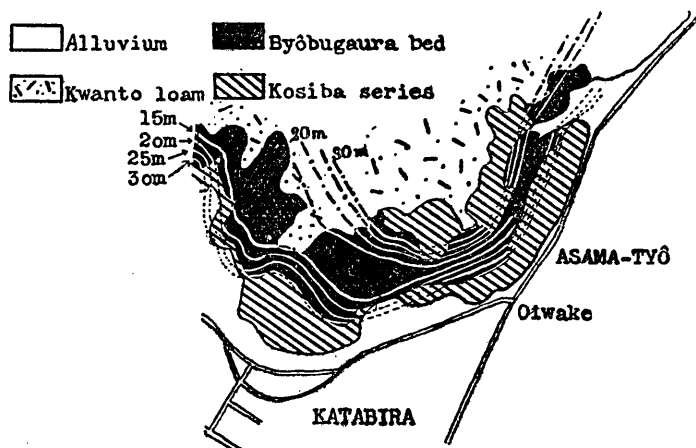 Alluvium
Byôbugaura bed
Kwanto loam
Kosiba series
15m
20m
25m
30m
20m
30m
ASAMA-TYÔ
Oiwake
KATABIRA